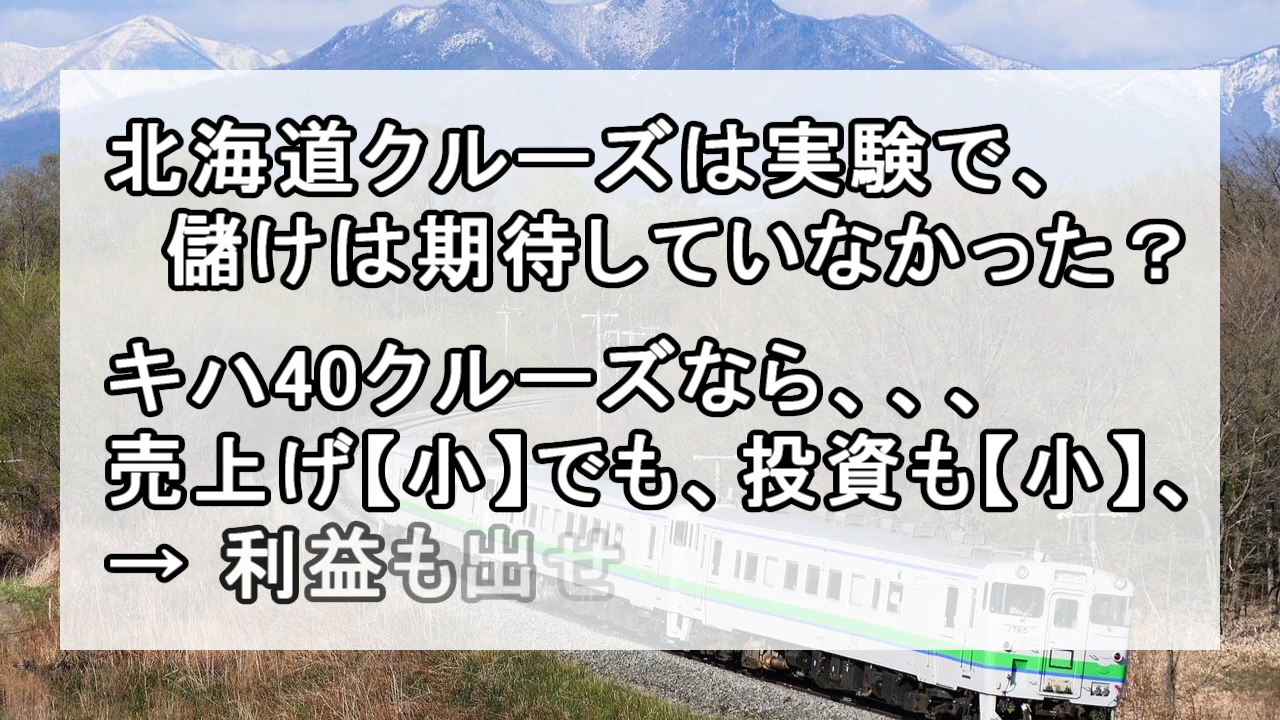 北海道クルーズは実験で、
儲けは期待していなかった？
キハ40クルーズなら、、、
売上げ【小】でも、投資も【小】、
→ 利益も出せ
1765